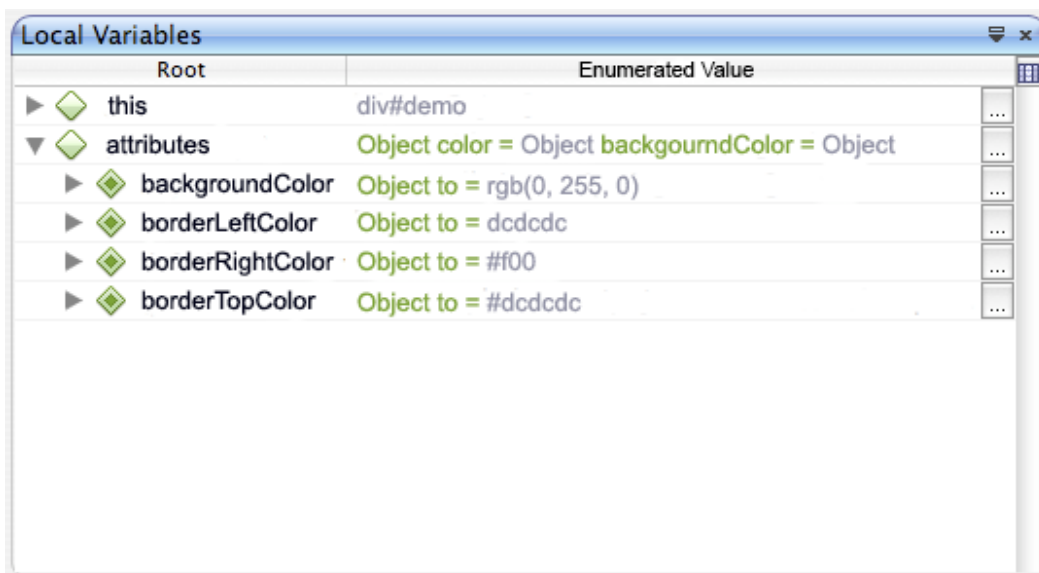 Local Variables
Root Enumerated Value
this div#demo ...
attributes Object color = Object backgourndColor = Object ...
backgroundColor Object to = rgb(0, 255, 0) ...
borderLeftColor Object to = dcdcdc ...
borderRightColor Object to = #f00 ...
borderTopColor Object to = #dcdcdc ...